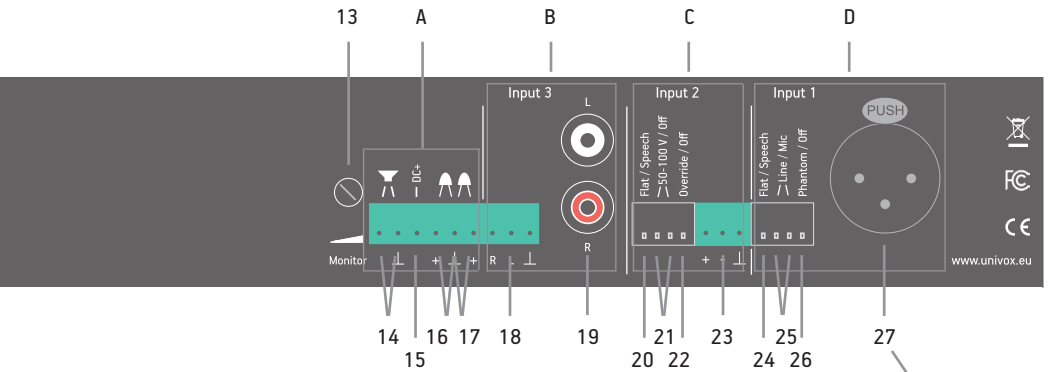 13 A B C D
Input 3 Input 2 Input 1
L
PUSH
Flat / Speech
50-100 V / Off
Override / Off
Flat / Speech
Line / Mic
Phantom / Off
DC+
FC
CE
R
Monitor + + R L + - www.univox.eu
14 16 17 18 19 21 23 25 27
15 20 22 24 26